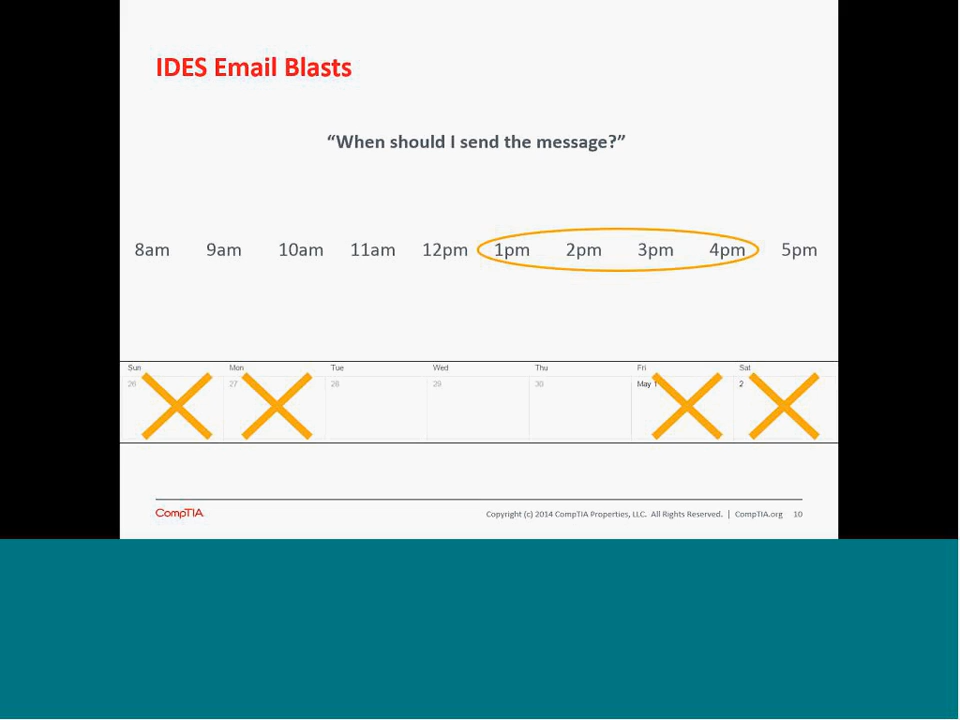 IDES Email Blasts
“When should I send the message?”
8am 9am 10am 11am 12pm 1pm 2pm 3pm 4pm 5pm
Sun Mon Tue Wed Thu Fri Sat
26 27 28 29 30 May 1 2
CompTIA Copyright (c) 2014 CompTIA Properties, LLC. All Rights Reserved. | CompTIA.org 10